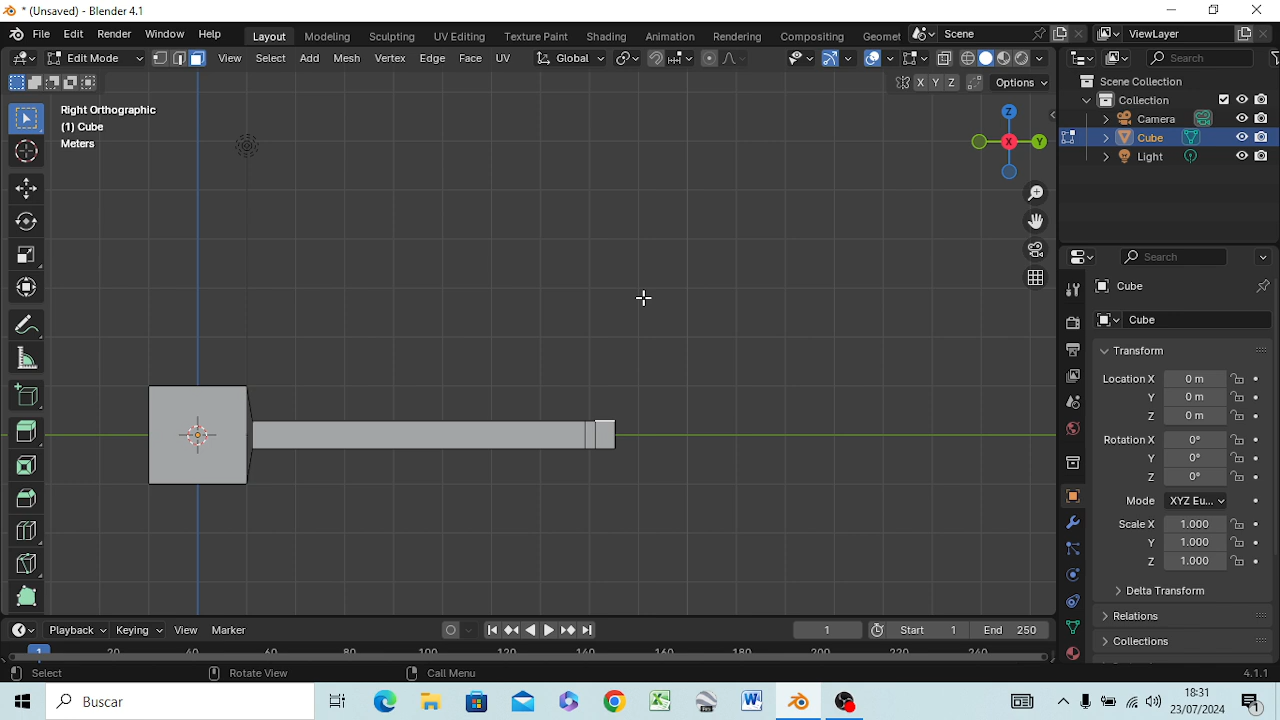 * (Unsaved) - Blender 4.1
File Edit Render Window Help Layout Modeling Sculpting UV Editing Texture Paint Shading Animation Rendering Compositing Geomet Scene ViewLayer
Edit Mode View Select Add Mesh Vertex Edge Face UV Global Search
X Y Z Options
Right Orthographic
(1) Cube
Meters
Z
X
Y
Scene Collection
Collection
Camera
Cube
Light
Search
Cube
Cube
Transform
Location X 0 m
Y 0 m
Z 0 m
Rotation X 0°
Y 0°
Z 0°
Mode XYZ Eu...
Scale X 1.000
Y 1.000
Z 1.000
Delta Transform
Relations
Collections
Playback Keying View Marker 1 Start 1 End 250
1 20 40 60 80 100 120 140 160 180 200 220 240
Select Rotate View Call Menu 4.1.1
Buscar
18:31
23/07/2024